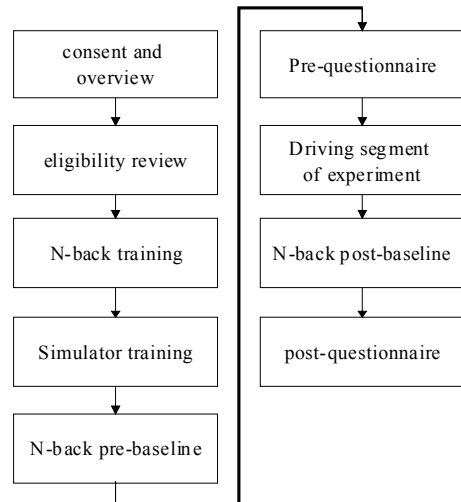 consent and
overview
eligibility review
N-back training
Simulator training
N-back pre-baseline
Pre-questionnaire
Driving segment
of experiment
N-back post-baseline
post-questionnaire